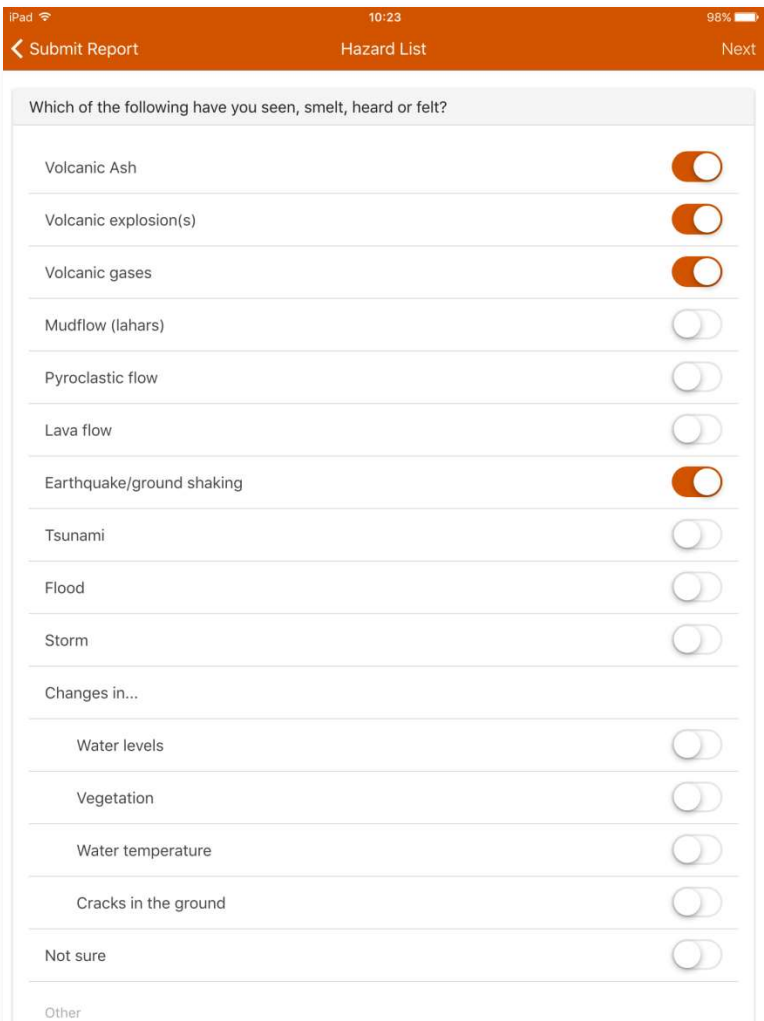 iPad 10:23 98%
Submit Report Hazard List Next
Which of the following have you seen, smelt, heard or felt?
Volcanic Ash
Volcanic explosion(s)
Volcanic gases
Mudflow (lahars)
Pyroclastic flow
Lava flow
Earthquake/ground shaking
Tsunami
Flood
Storm
Changes in...
Water levels
Vegetation
Water temperature
Cracks in the ground
Not sure
Other